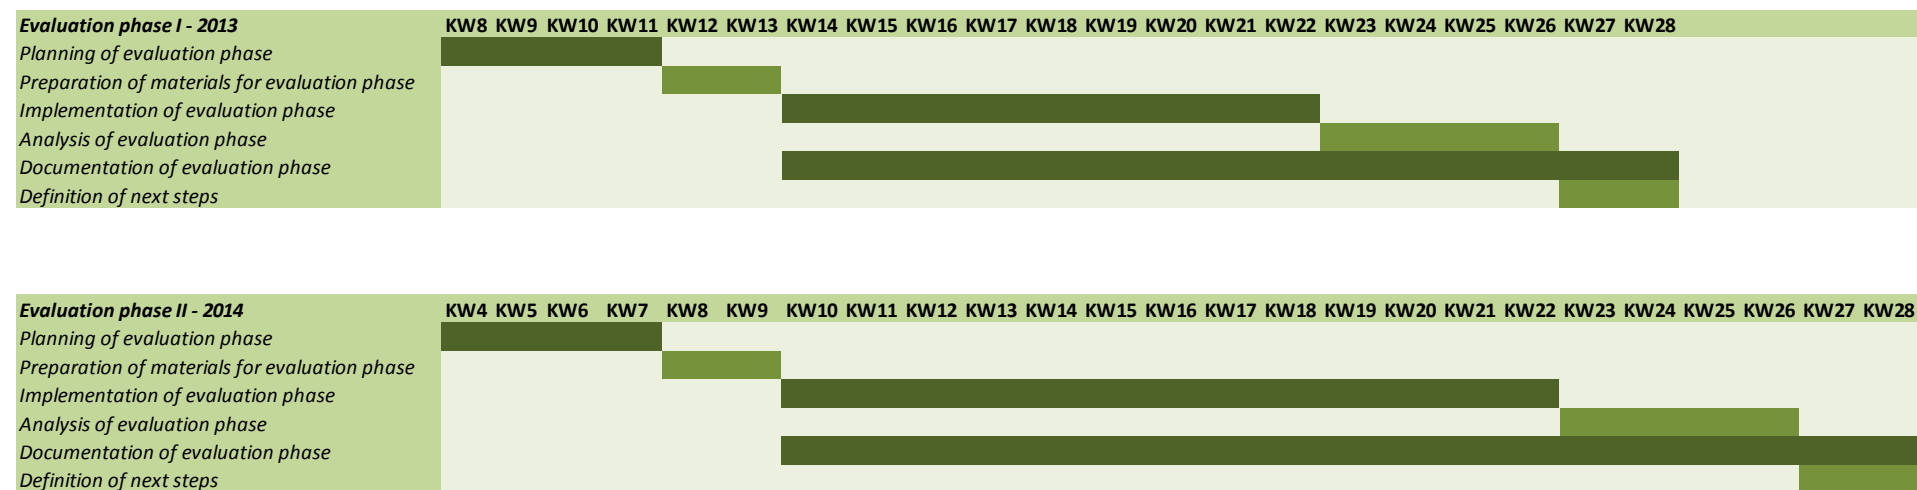 Evaluation phase I - 2013 KW8 KW9 KW10 KW11 KW12 KW13 KW14 KW15 KW16 KW17 KW18 KW19 KW20 KW21 KW22 KW23 KW24 KW25 KW26 KW27 KW28
Planning of evaluation phase
Preparation of materials for evaluation phase
Implementation of evaluation phase
Analysis of evaluation phase
Documentation of evaluation phase
Definition of next steps
Evaluation phase II - 2014 KW4 KW5 KW6 KW7 KW8 KW9 KW10 KW11 KW12 KW13 KW14 KW15 KW16 KW17 KW18 KW19 KW20 KW21 KW22 KW23 KW24 KW25 KW26 KW27 KW28
Planning of evaluation phase
Preparation of materials for evaluation phase
Implementation of evaluation phase
Analysis of evaluation phase
Documentation of evaluation phase
Definition of next steps